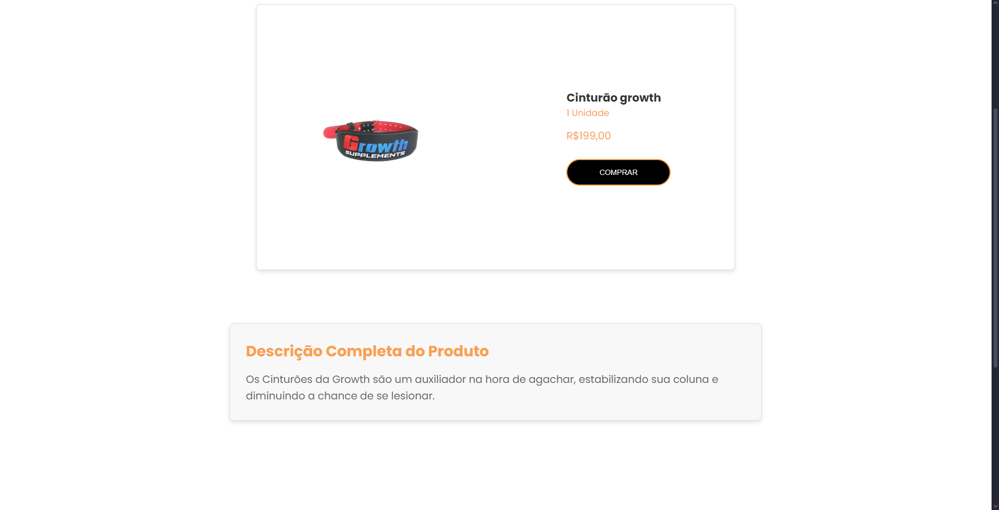 Growth
SUPPLEMENTS
Cinturão growth
1 Unidade
R$199,00
COMPRAR
Descrição Completa do Produto
Os Cinturões da Growth são um auxiliador na hora de agachar, estabilizando sua coluna e
diminuindo a chance de se lesionar.